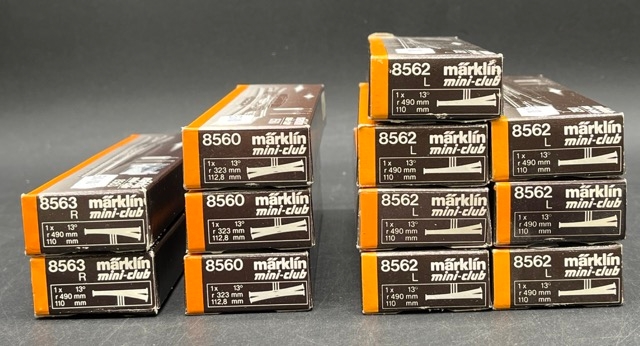 8562 märklin
L mini-club
1x 13°
r 490 mm
110 mm
8560 märklin
mini-club
1x 13°
r 323 mm
112,8 mm
8562 märklin
L mini-club
1x 13°
r 490 mm
110 mm
8562 märklin
L mini-club
1x 13°
r 490 mm
110 mm
8563 märklin
R mini-club
1x 13°
r 490 mm
110 mm
8560 märklin
mini-club
1x 13°
r 323 mm
112,8 mm
8562 märklin
L mini-club
1x 13°
r 490 mm
110 mm
8562 märklin
L mini-club
1x 13°
r 490 mm
110 mm
8563 märklin
R mini-club
1x 13°
r 490 mm
110 mm
8560 märklin
mini-club
1x 13°
r 323 mm
112,8 mm
8562 märklin
L mini-club
1x 13°
r 490 mm
110 mm
8562 märklin
L mini-club
1x 13°
r 490 mm
110 mm